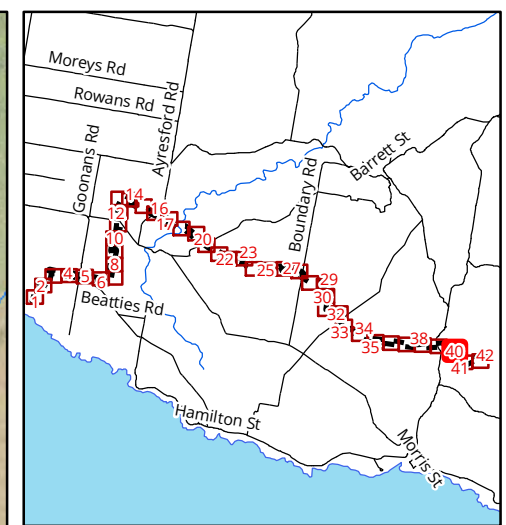 Moreys Rd
Rowans Rd
Ayresford Rd
Goonans Rd
Barrett St
Boundary Rd
14
12
16
17
10
20
8
22
23
25
27
29
4
5
6
2
1
Beatties Rd
30
32
33
34
35
38
40
41
42
Hamilton St
Morris St